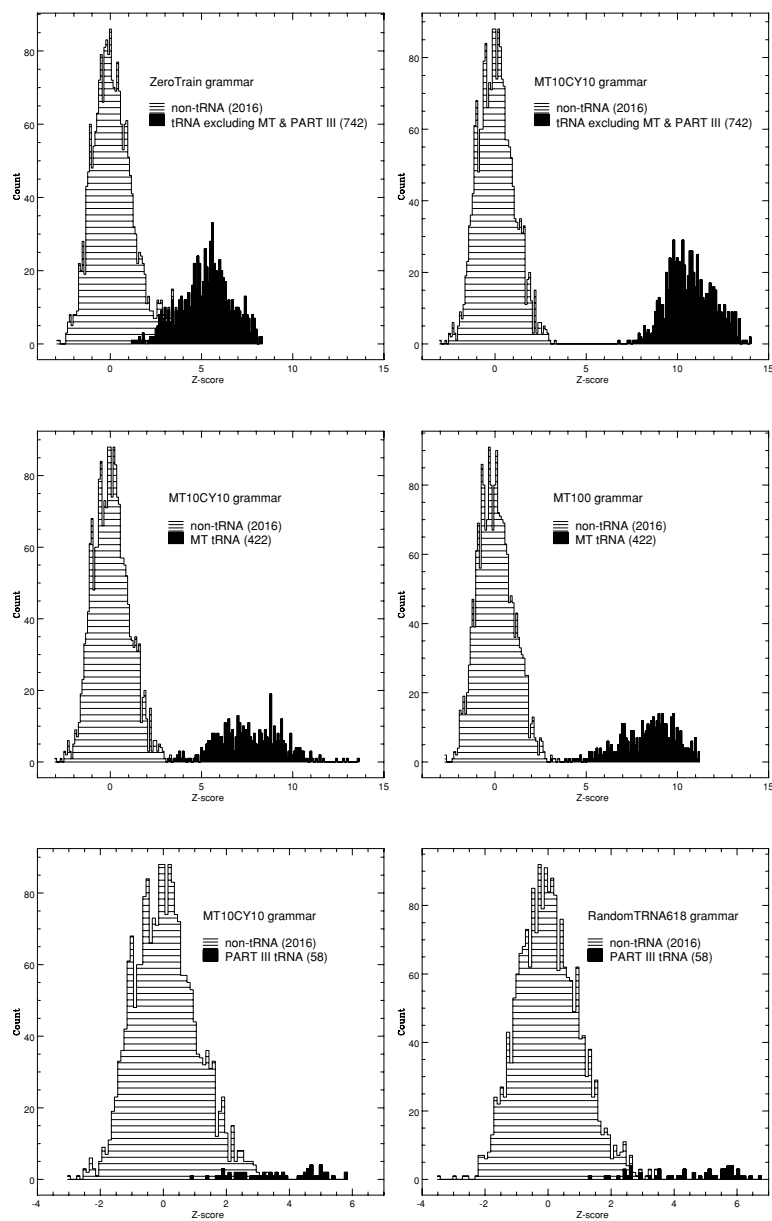 ZeroTrain grammar
non-tRNA (2016)
tRNA excluding MT & PART III (742)
Count
80
60
40
20
0
0
5
10
15
Z-score
MT10CY10 grammar
non-tRNA (2016)
tRNA excluding MT & PART III (742)
Count
80
60
40
20
0
0
5
10
15
Z-score
MT10CY10 grammar
non-tRNA (2016)
MT tRNA (422)
Count
80
60
40
20
0
0
5
10
15
Z-score
MT100 grammar
non-tRNA (2016)
MT tRNA (422)
Count
80
60
40
20
0
0
5
10
15
Z-score
MT10CY10 grammar
non-tRNA (2016)
PART III tRNA (58)
Count
80
60
40
20
0
-4
-2
0
2
4
6
Z-score
RandomTRNA618 grammar
non-tRNA (2016)
PART III tRNA (58)
Count
80
60
40
20
0
-4
-2
0
2
4
6
Z-score